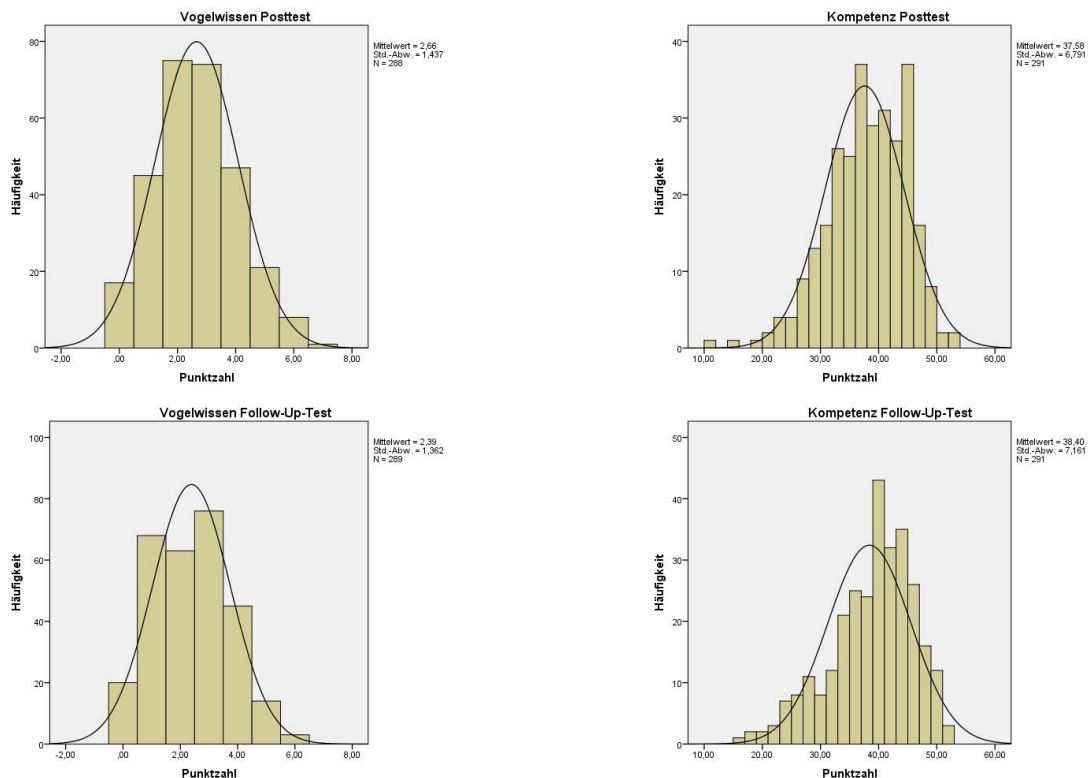 Vogelwissen Posttest
Mittelwert = 2,66
Std.-Abw. = 1,437
N = 288
80
60
40
20
0
Häufigkeit
-2,00 ,00 2,00 4,00 6,00 8,00
Punktzahl
Kompetenz Posttest
Mittelwert = 37,58
Std.-Abw. = 6,791
N = 291
40
30
20
10
0
Häufigkeit
10,00 20,00 30,00 40,00 50,00 60,00
Punktzahl
Vogelwissen Follow-Up-Test
Mittelwert = 2,39
Std.-Abw. = 1,362
N = 289
100
80
60
40
20
0
Häufigkeit
-2,00 ,00 2,00 4,00 6,00 8,00
Punktzahl
Kompetenz Follow-Up-Test
Mittelwert = 38,40
Std.-Abw. = 7,161
N = 291
50
40
30
20
10
0
Häufigkeit
10,00 20,00 30,00 40,00 50,00 60,00
Punktzahl